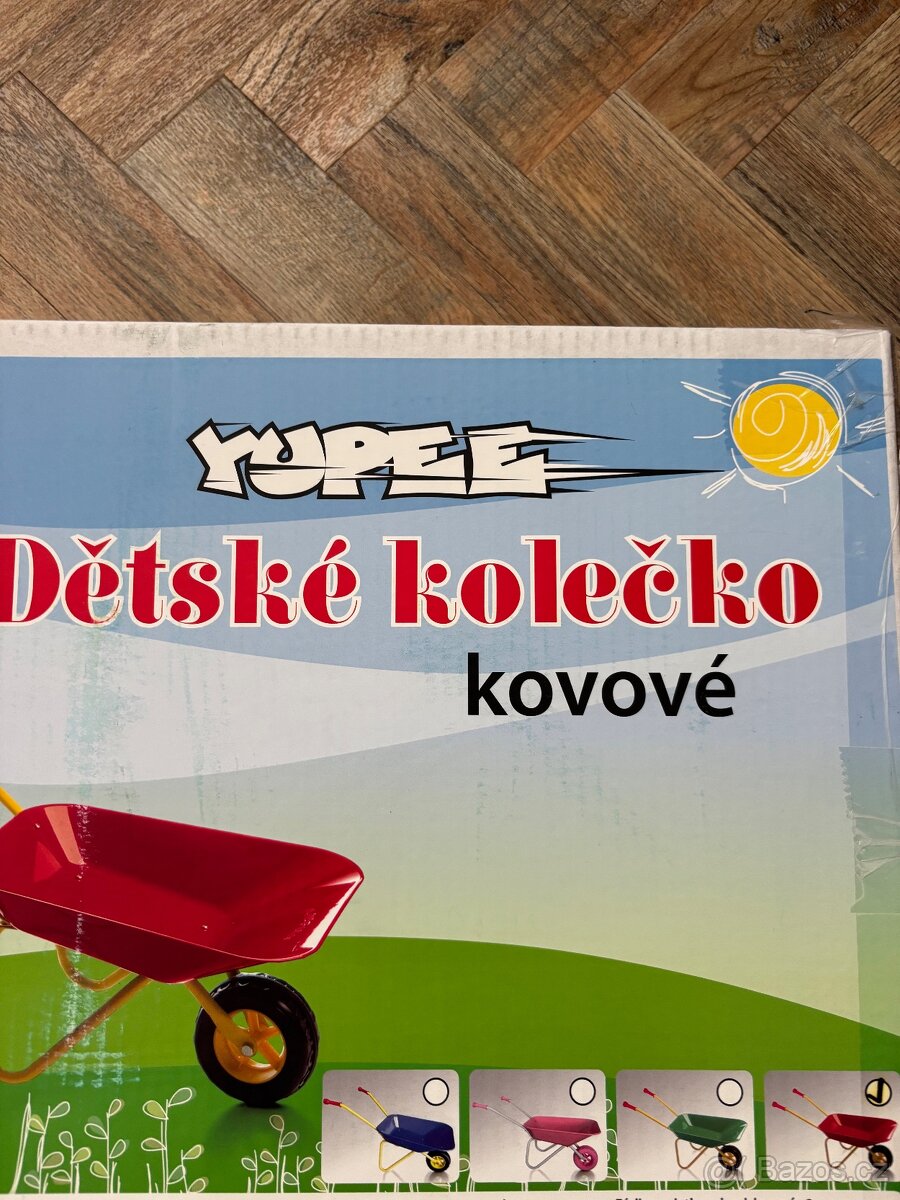 YUPEE
Dětské kolečko
kovové
Bazos.cz